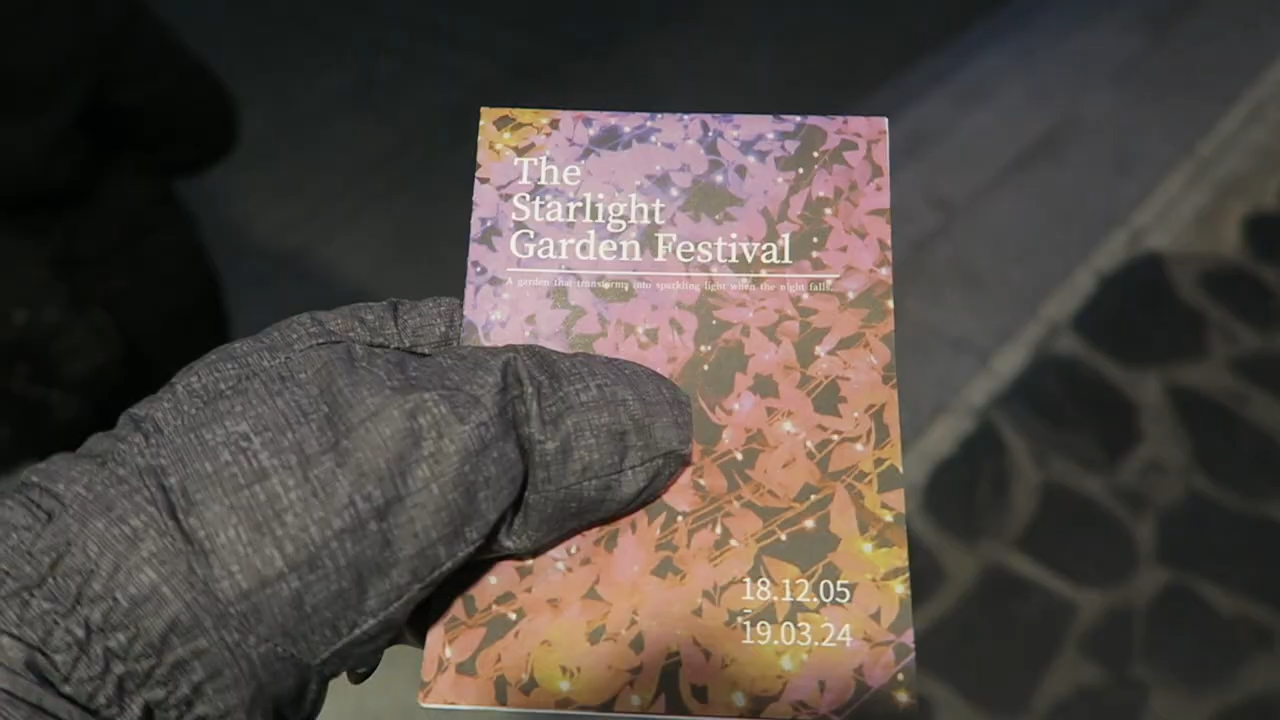 The
Starlight
Garden Festival
A garden that transforms into sparkling light when the night falls.
18.12.05
-
19.03.24